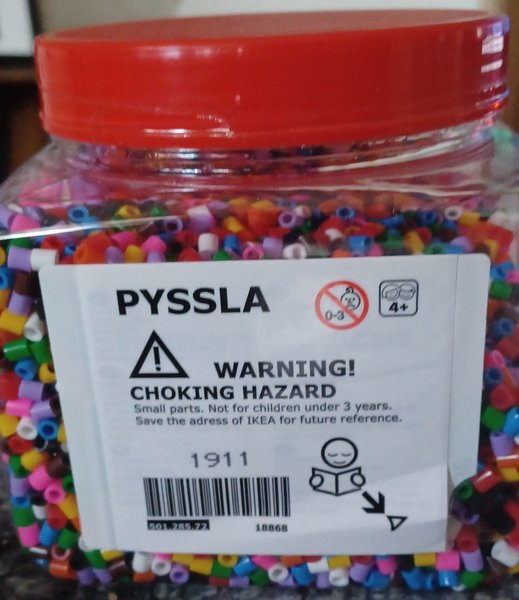 PYSSLA
0-3
4+
WARNING!
CHOKING HAZARD
Small parts. Not for children under 3 years.
Save the adress of IKEA for future reference.
1911
501.285.72
18868